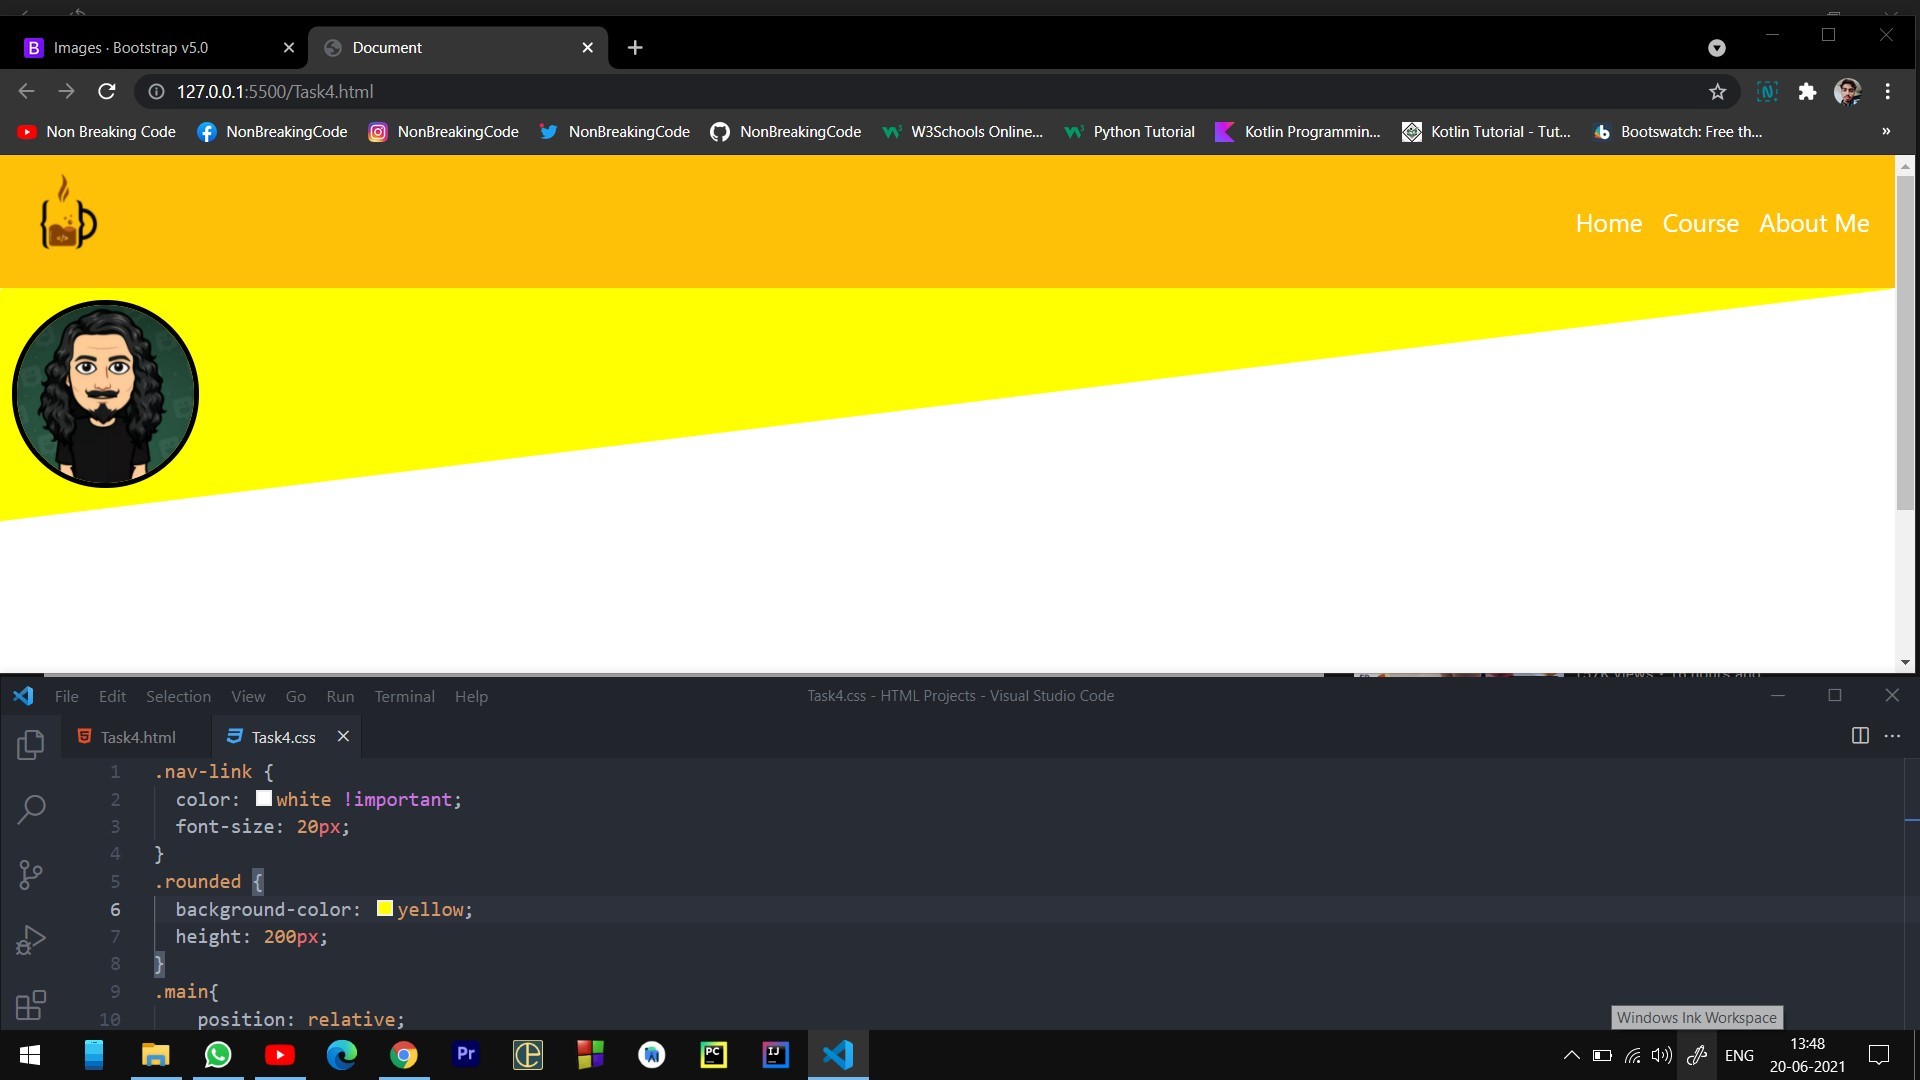 Images · Bootstrap v5.0
Document
127.0.0.1:5500/Task4.html
Non Breaking Code NonBreakingCode NonBreakingCode NonBreakingCode NonBreakingCode W3Schools Online... Python Tutorial Kotlin Programmin... Kotlin Tutorial - Tut... Bootswatch: Free th... »
Home Course About Me
File Edit Selection View Go Run Terminal Help
Task4.css - HTML Projects - Visual Studio Code
Task4.html Task4.css
1 .nav-link {
2 color: white !important;
3 font-size: 20px;
4 }
5 .rounded {
6 background-color: yellow;
7 height: 200px;
8 }
9 .main{
10 position: relative;
Windows Ink Workspace
Pr
PC
IJ
ENG
13:48
20-06-2021